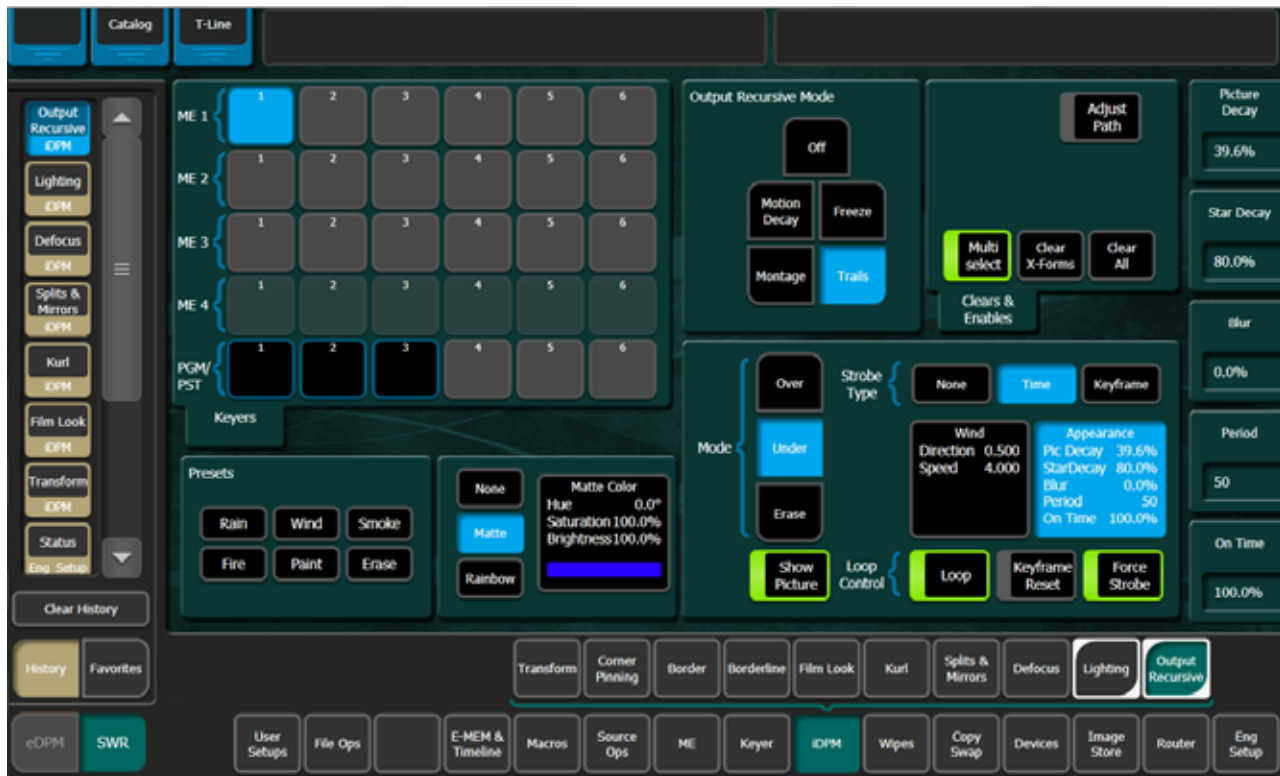 Catalog
T-Line
Output
Recursive
iDPM
Lighting
iDPM
Defocus
iDPM
Splits &
Mirrors
iDPM
Kurl
iDPM
Film Look
iDPM
Transform
iDPM
Status
Eng Setup
Clear History
History
Favorites
eDPM
SWR
ME 1
1 2 3 4 5 6
ME 2
1 2 3 4 5 6
ME 3
1 2 3 4 5 6
ME 4
1 2 3 4 5 6
PGM/
PST
1 2 3 4 5 6
Keyers
Presets
Rain Wind Smoke
Fire Paint Erase
None
Matte
Rainbow
Matte Color
Hue 0.0°
Saturation 100.0%
Brightness 100.0%
Output Recursive Mode
Off
Motion
Decay
Freeze
Montage
Trails
Adjust
Path
Multi
select
Clear
X-Forms
Clear
All
Clears &
Enables
Mode
Over
Under
Erase
Strobe
Type
None
Time
Keyframe
Wind
Direction 0.500
Speed 4.000
Appearance
Pic Decay 39.6%
StarDecay 80.0%
Blur 0.0%
Period 50
On Time 100.0%
Show
Picture
Loop
Control
Loop
Keyframe
Reset
Force
Strobe
Picture
Decay
39.6%
Star Decay
80.0%
Blur
0.0%
Period
50
On Time
100.0%
Transform
Corner
Pinning
Border
Borderline
Film Look
Kurl
Splits &
Mirrors
Defocus
Lighting
Output
Recursive
User
Setups
File Ops
E-MEM &
Timeline
Macros
Source
Ops
ME
Keyer
iDPM
Wipes
Copy
Swap
Devices
Image
Store
Router
Eng
Setup